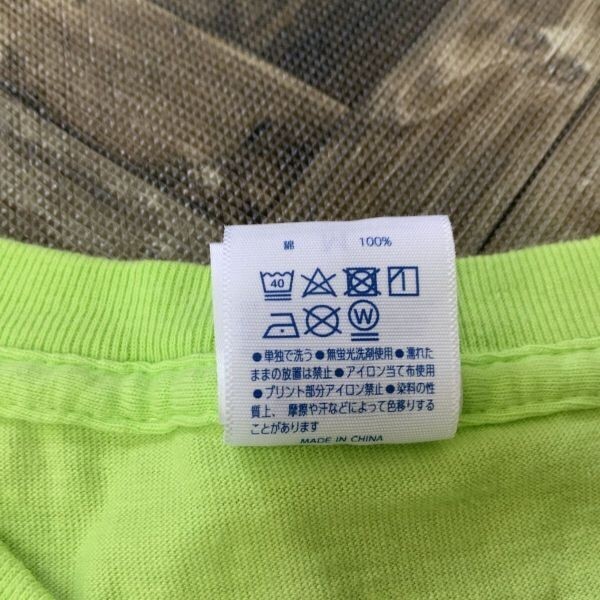 綿 100%
40
W
●単独で洗う ●無蛍光洗剤使用 ●濡れた
ままの放置は禁止 ●アイロン当て布使用
●プリント部分アイロン禁止 ●染料の性
質上、摩擦や汗などによって色移りする
ことがあります
MADE IN CHINA